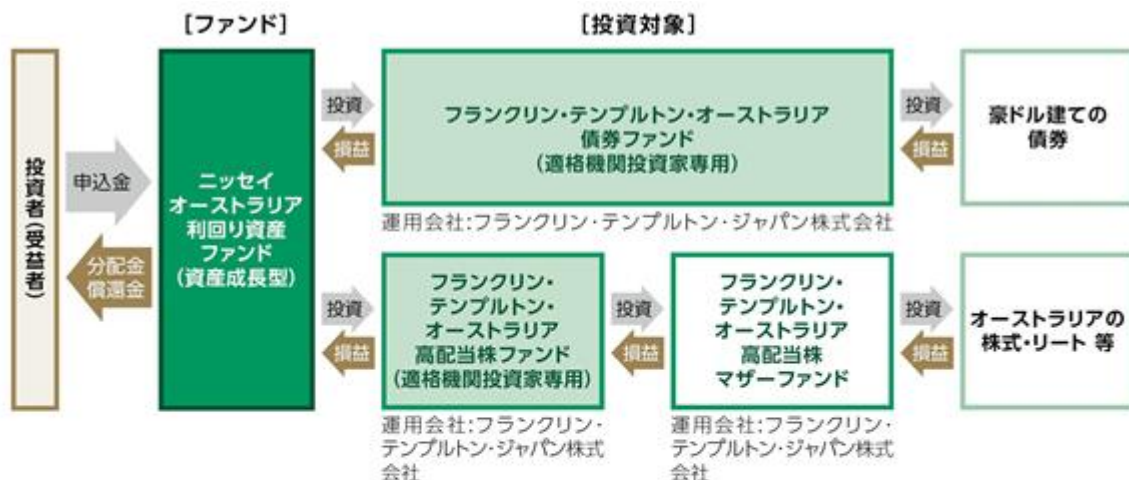 [ファンド]
[投資対象]
投資者(受益者)
申込金
分配金
償還金
ニッセイ
オーストラリア
利回り資産
ファンド
(資産成長型)
投資
損益
フランクリン・テンプルトン・オーストラリア
債券ファンド
(適格機関投資家専用)
運用会社:フランクリン・テンプルトン・ジャパン株式会社
投資
損益
豪ドル建ての
債券
投資
損益
フランクリン・
テンプルトン・
オーストラリア
高配当株ファンド
(適格機関投資家専用)
運用会社:フランクリン・
テンプルトン・ジャパン株式
会社
投資
損益
フランクリン・
テンプルトン・
オーストラリア
高配当株
マザーファンド
運用会社:フランクリン・
テンプルトン・ジャパン株式
会社
投資
損益
オーストラリアの
株式・リート 等